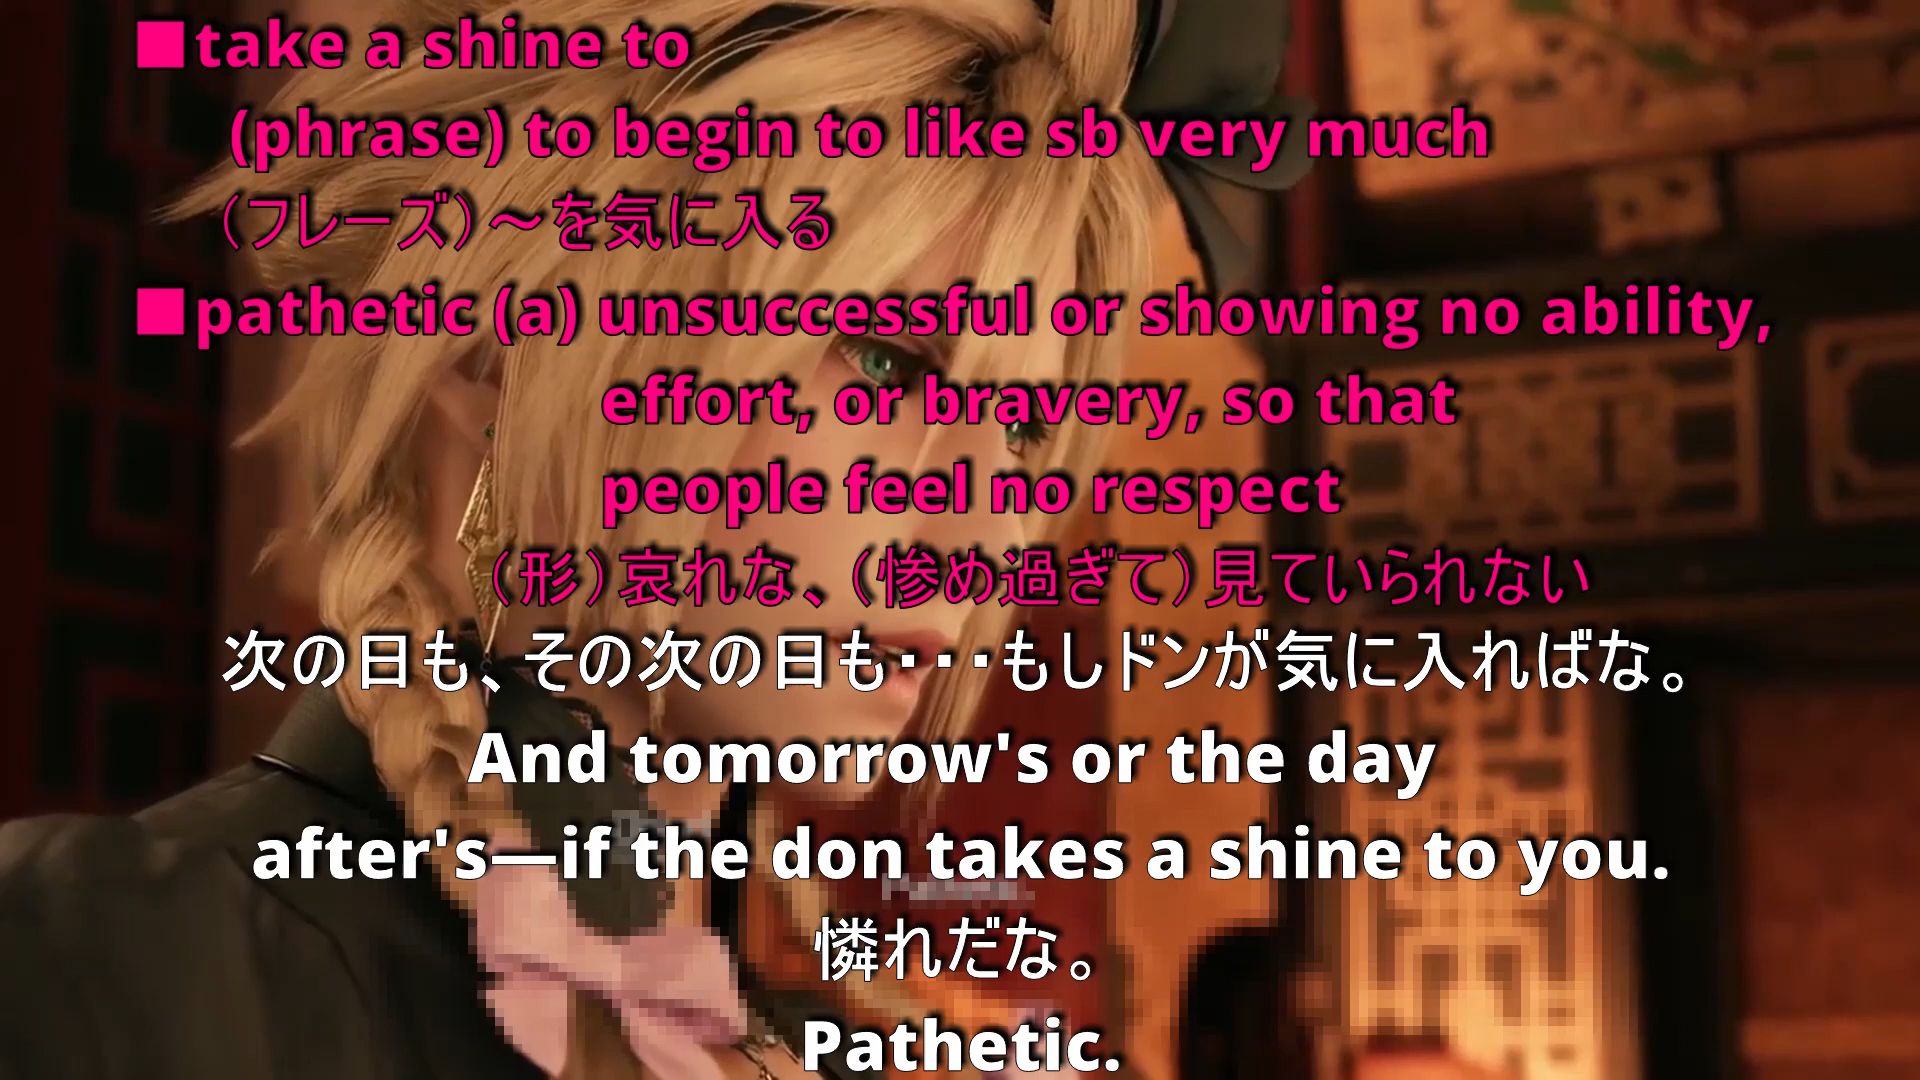 ■take a shine to
(phrase) to begin to like sb very much
（フレーズ）～を気に入る
■pathetic (a) unsuccessful or showing no ability,
effort, or bravery, so that
people feel no respect
（形）哀れな、（惨め過ぎて）見ていられない
次の日も、その次の日も・・・もしドンが気に入ればな。
And tomorrow's or the day
after's—if the don takes a shine to you.
憐れだな。
Pathetic.